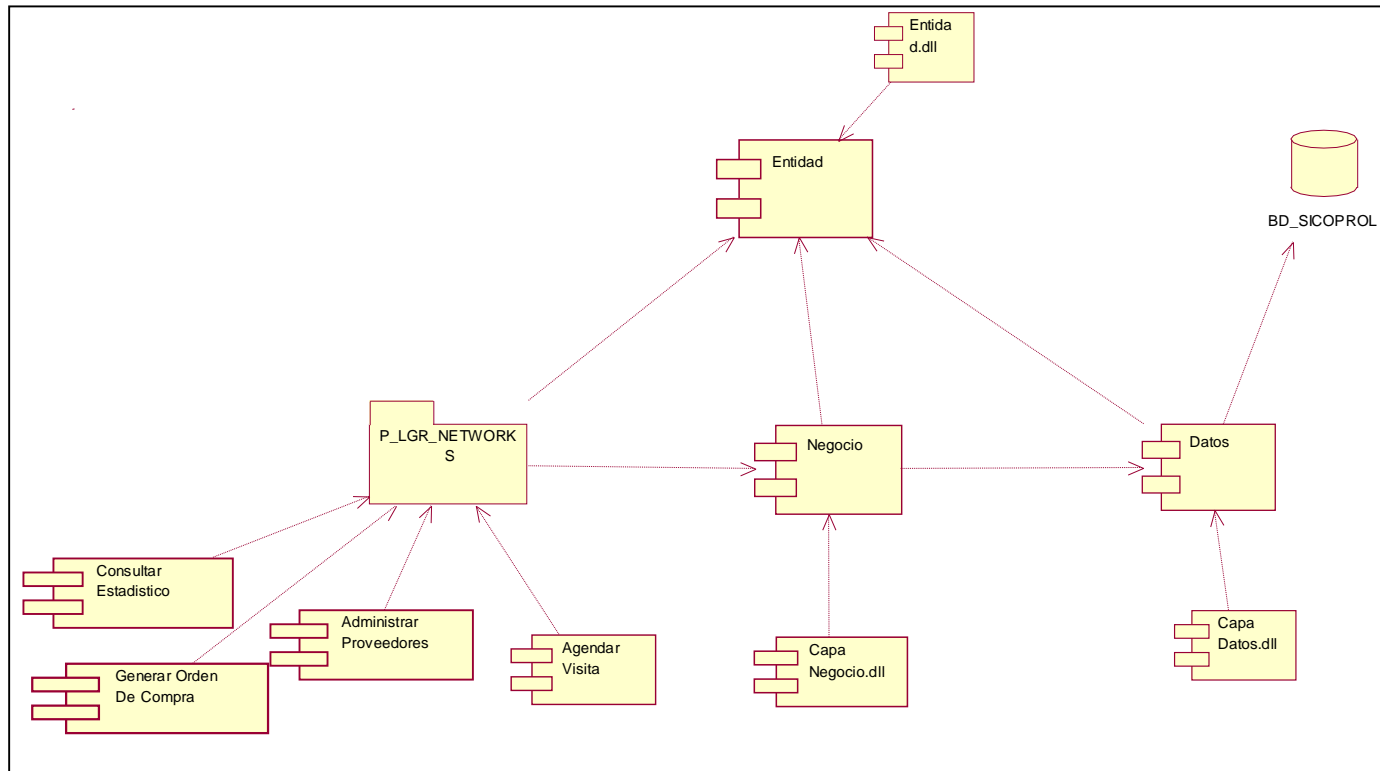 Entida
d.dll
Entidad
BD_SICOPROL
P_LGR_NETWORK
S
Negocio
Datos
Consultar
Estadistico
Administrar
Proveedores
Agendar
Visita
Capa
Negocio.dll
Capa
Datos.dll
Generar Orden
De Compra